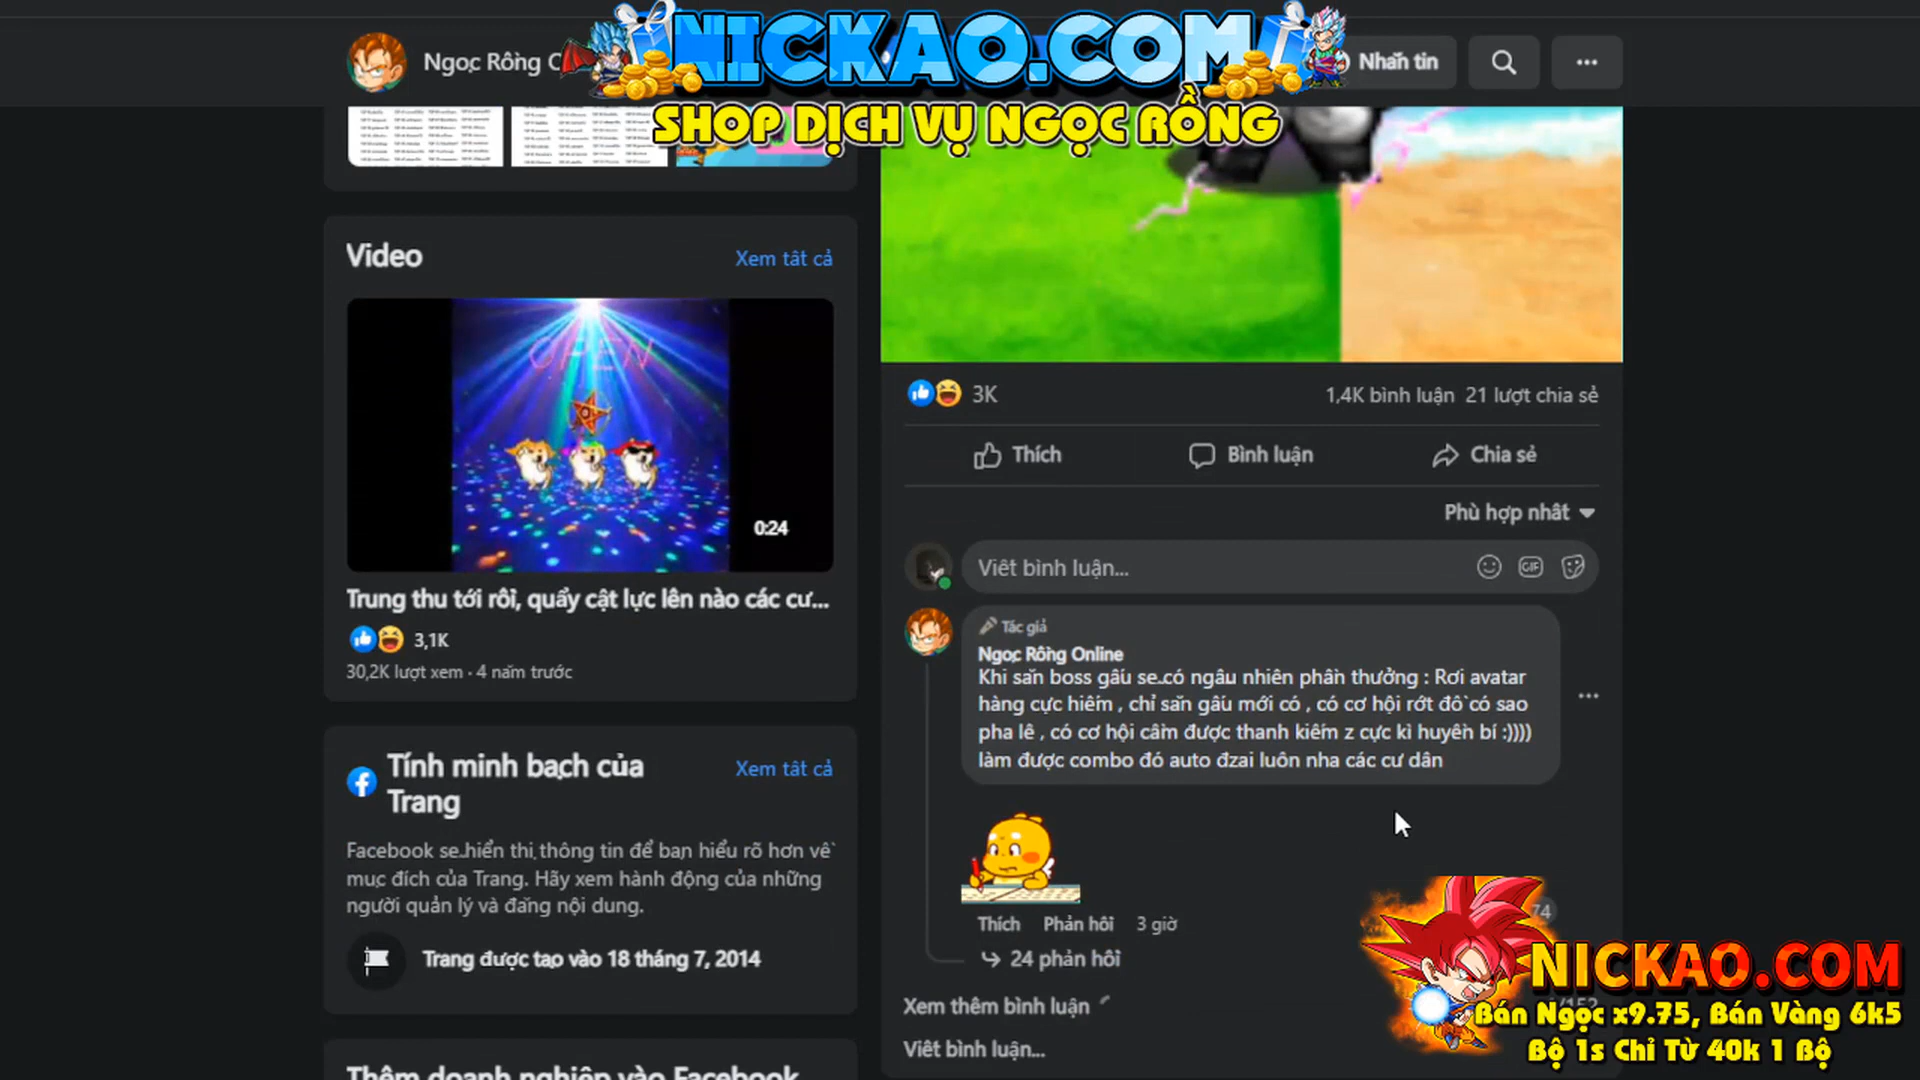 NICKAO.COM
SHOP DỊCH VỤ NGỌC RỒNG
Ngọc Rồng O
Nhắn tin
Video
Xem tất cả
OPEN
0:24
Trung thu tới rồi, quẩy cật lực lên nào các cư...
3,1K
30,2K lượt xem · 4 năm trước
Tính minh bạch của
Trang
Xem tất cả
Facebook sẽ hiển thị thông tin để bạn hiểu rõ hơn về
mục đích của Trang. Hãy xem hành động của những
người quản lý và đăng nội dung.
Trang được tạo vào 18 tháng 7, 2014
Thêm doanh nghiệp vào Facebook
3K
1,4K bình luận 21 lượt chia sẻ
Thích
Bình luận
Chia sẻ
Phù hợp nhất
Viết bình luận...
GIF
Tác giả
Ngọc Rồng Online
Khi săn boss gấu sẽ có ngẫu nhiên phần thưởng : Rơi avatar
hàng cực hiếm , chỉ săn gấu mới có , có cơ hội rớt đồ có sao
pha lê , có cơ hội cầm được thanh kiếm z cực kì huyền bí :))))
làm được combo đó auto đzai luôn nha các cư dân
74
Thích Phản hồi 3 giờ
24 phản hồi
Xem thêm bình luận
Viết bình luận...
NICKAO.COM
Bán Ngọc x9.75, Bán Vàng 6k5
Bộ 1s Chỉ Từ 40k 1 Bộ